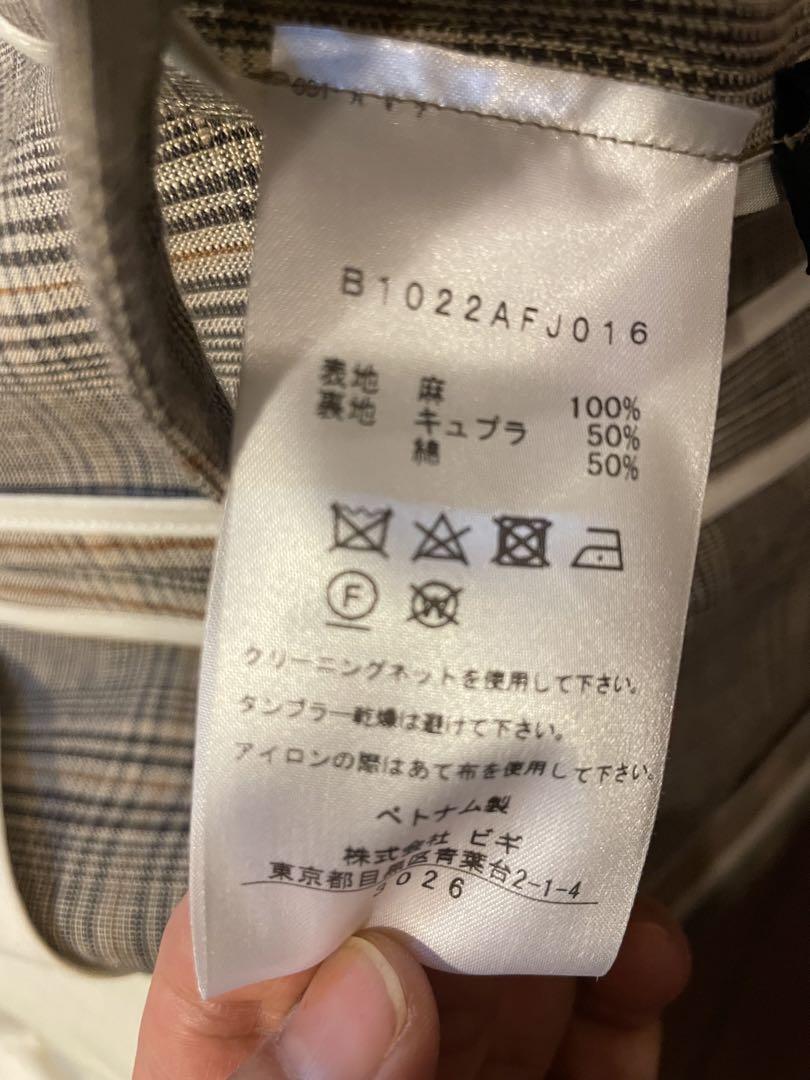 B1022AFJ016
表地 麻 100%
裏地 キュプラ 50%
綿 50%
F
W
クリーニングネットを使用して下さい。
タンブラー乾燥は避けて下さい。
アイロンの際はあて布を使用して下さい。
ベトナム製
株式会社 ビギ
東京都目黒区青葉台2-1-4
3026